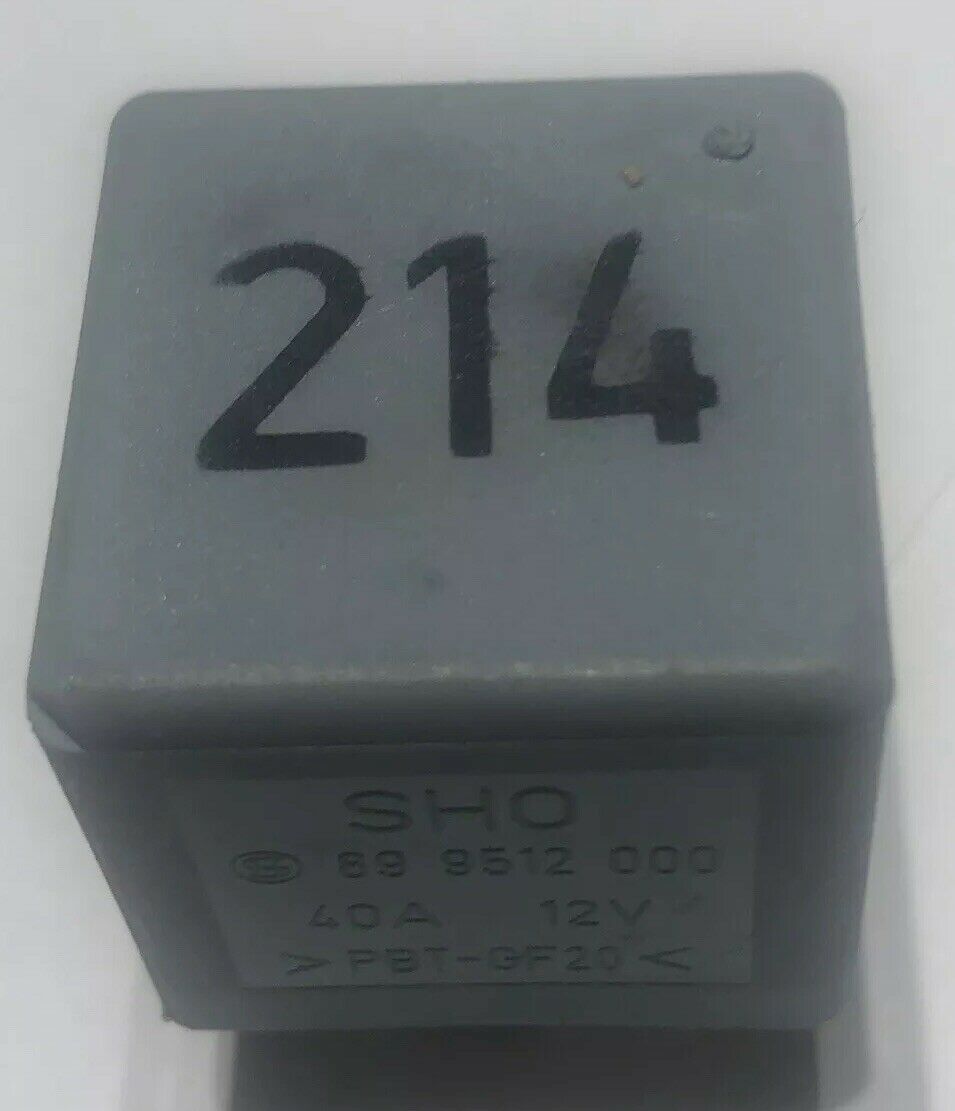 214
SHO
89 9512 000
40A 12V
>PBT-GF20<